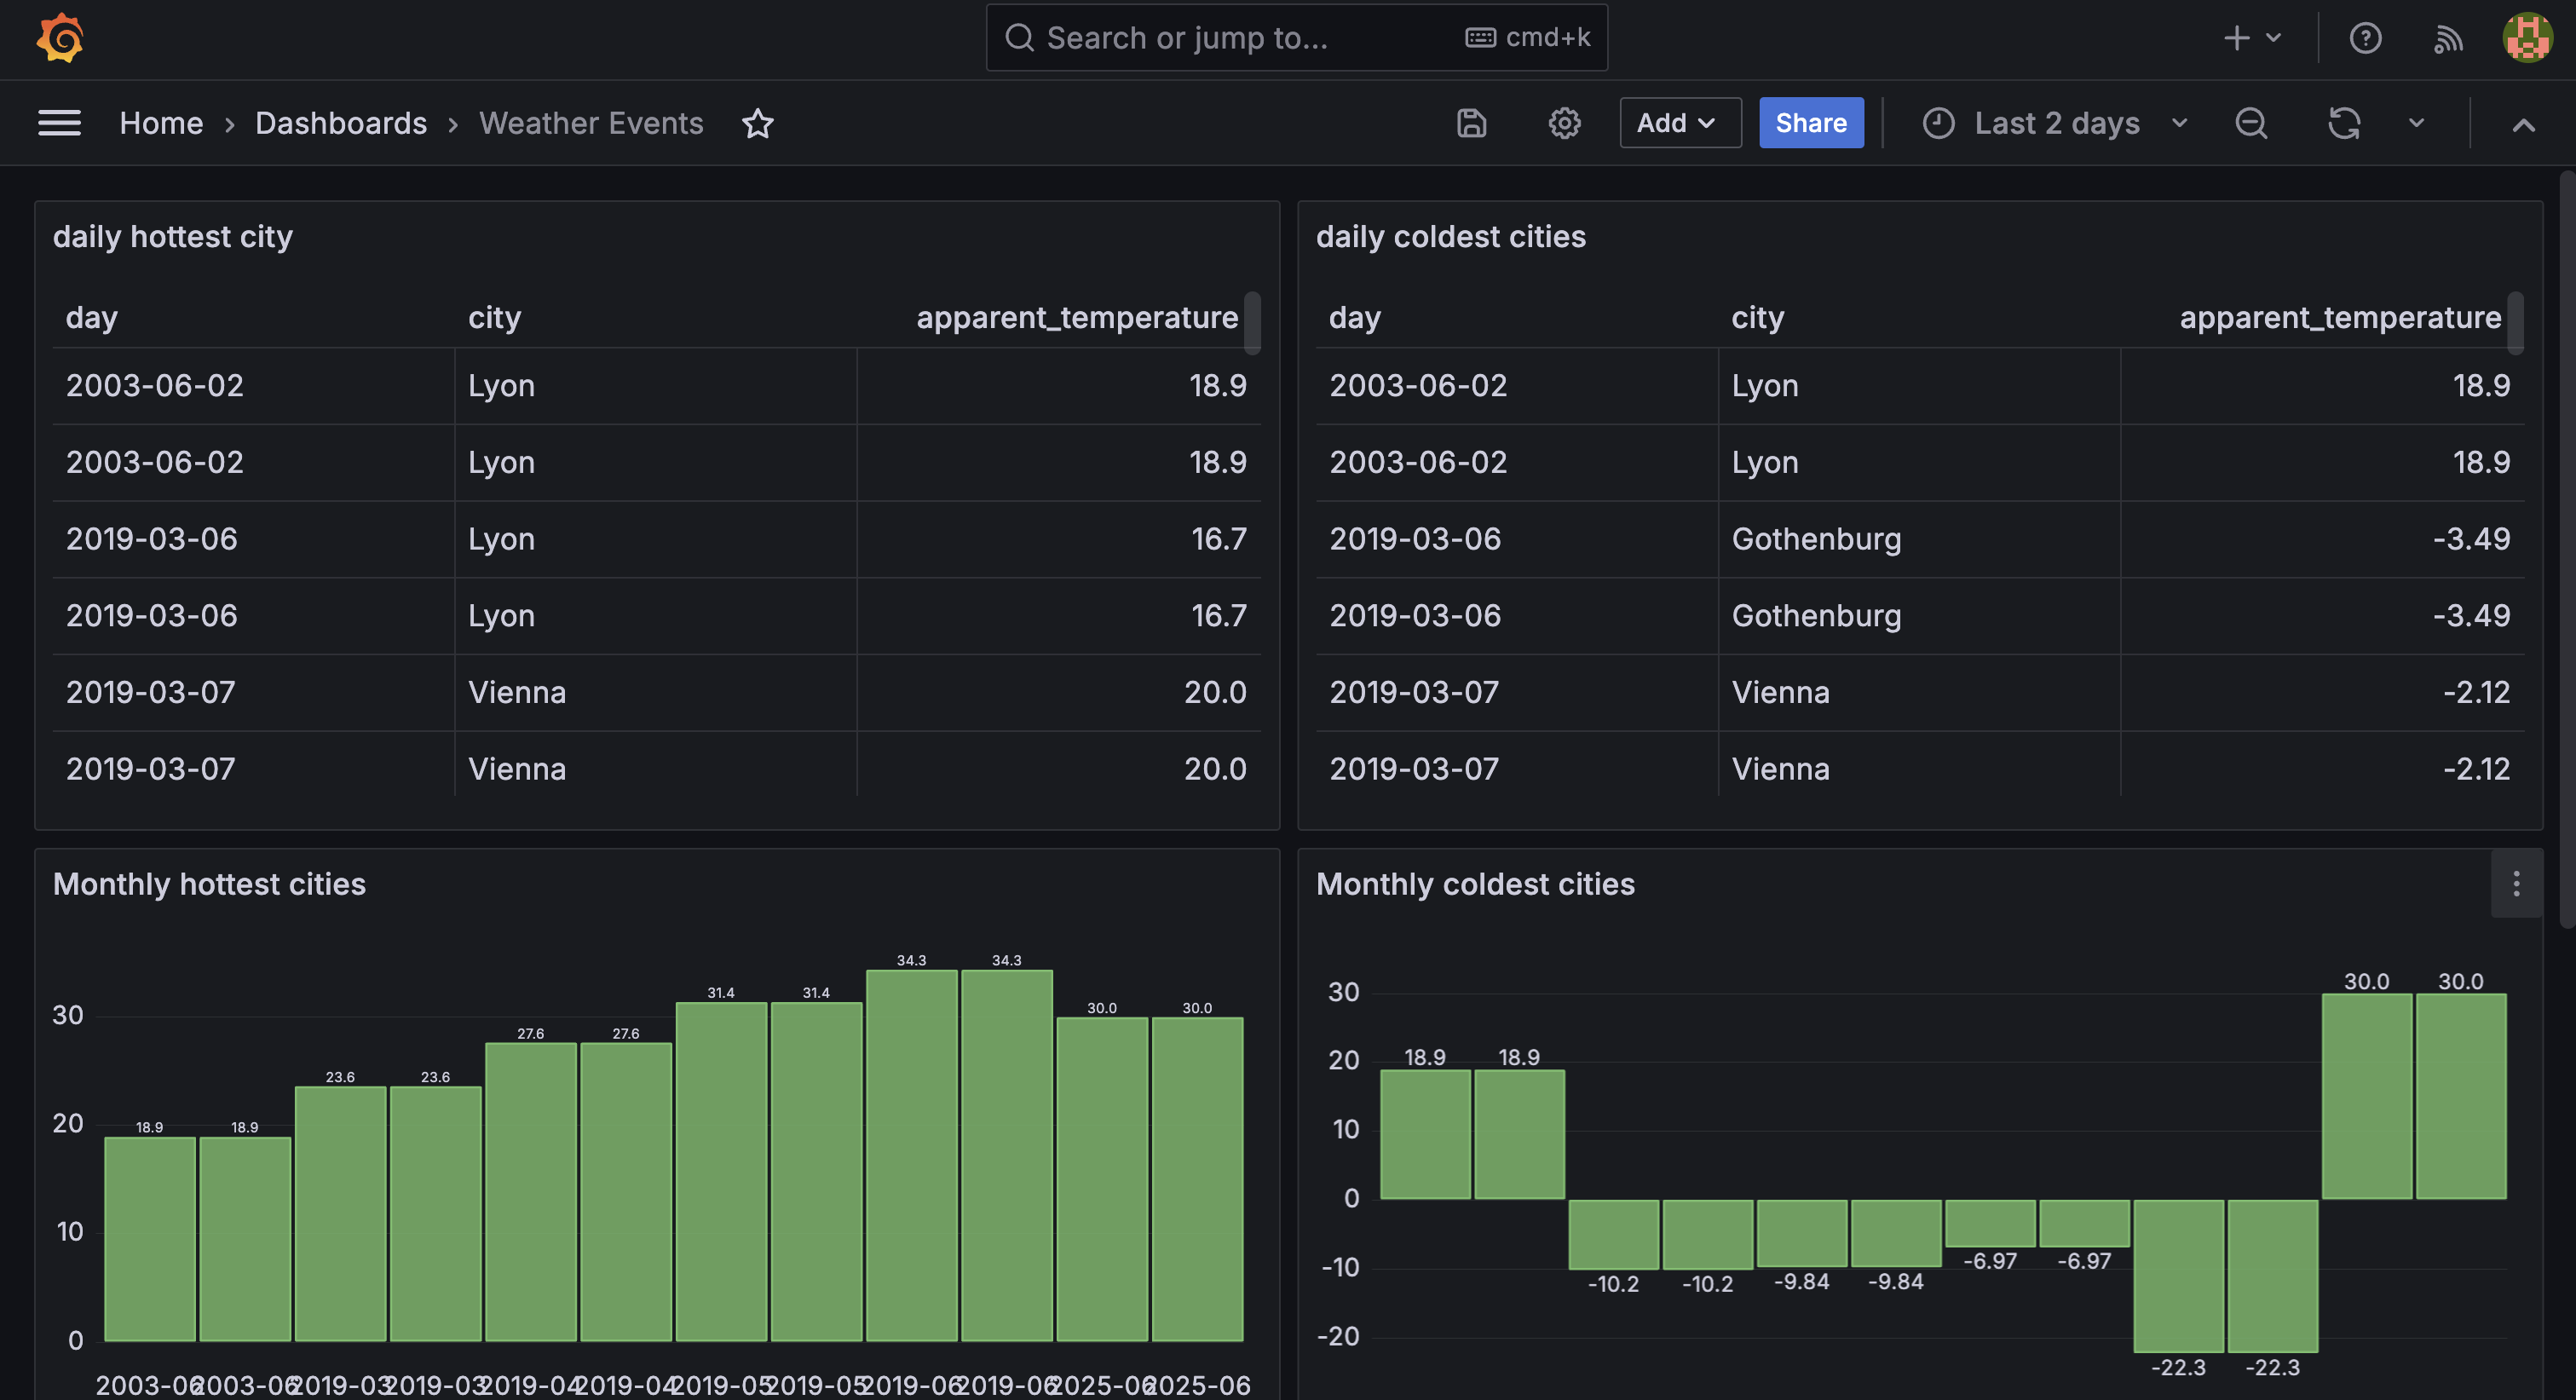 Search or jump to... cmd+k
Home › Dashboards › Weather Events Add Share Last 2 days
daily hottest city
day city apparent_temperature
2003-06-02 Lyon 18.9
2003-06-02 Lyon 18.9
2019-03-06 Lyon 16.7
2019-03-06 Lyon 16.7
2019-03-07 Vienna 20.0
2019-03-07 Vienna 20.0
daily coldest cities
day city apparent_temperature
2003-06-02 Lyon 18.9
2003-06-02 Lyon 18.9
2019-03-06 Gothenburg -3.49
2019-03-06 Gothenburg -3.49
2019-03-07 Vienna -2.12
2019-03-07 Vienna -2.12
Monthly hottest cities
34.3 34.3
31.4 31.4
30 30.0 30.0
27.6 27.6
23.6 23.6
20 18.9 18.9
10
0
2003-06 2003-06 2019-03 2019-03 2019-04 2019-04 2019-05 2019-05 2019-06 2019-06 2025-06 2025-06
Monthly coldest cities
30 30.0 30.0
20 18.9 18.9
10
0
-10 -10.2 -10.2 -9.84 -9.84 -6.97 -6.97
-20
-22.3 -22.3